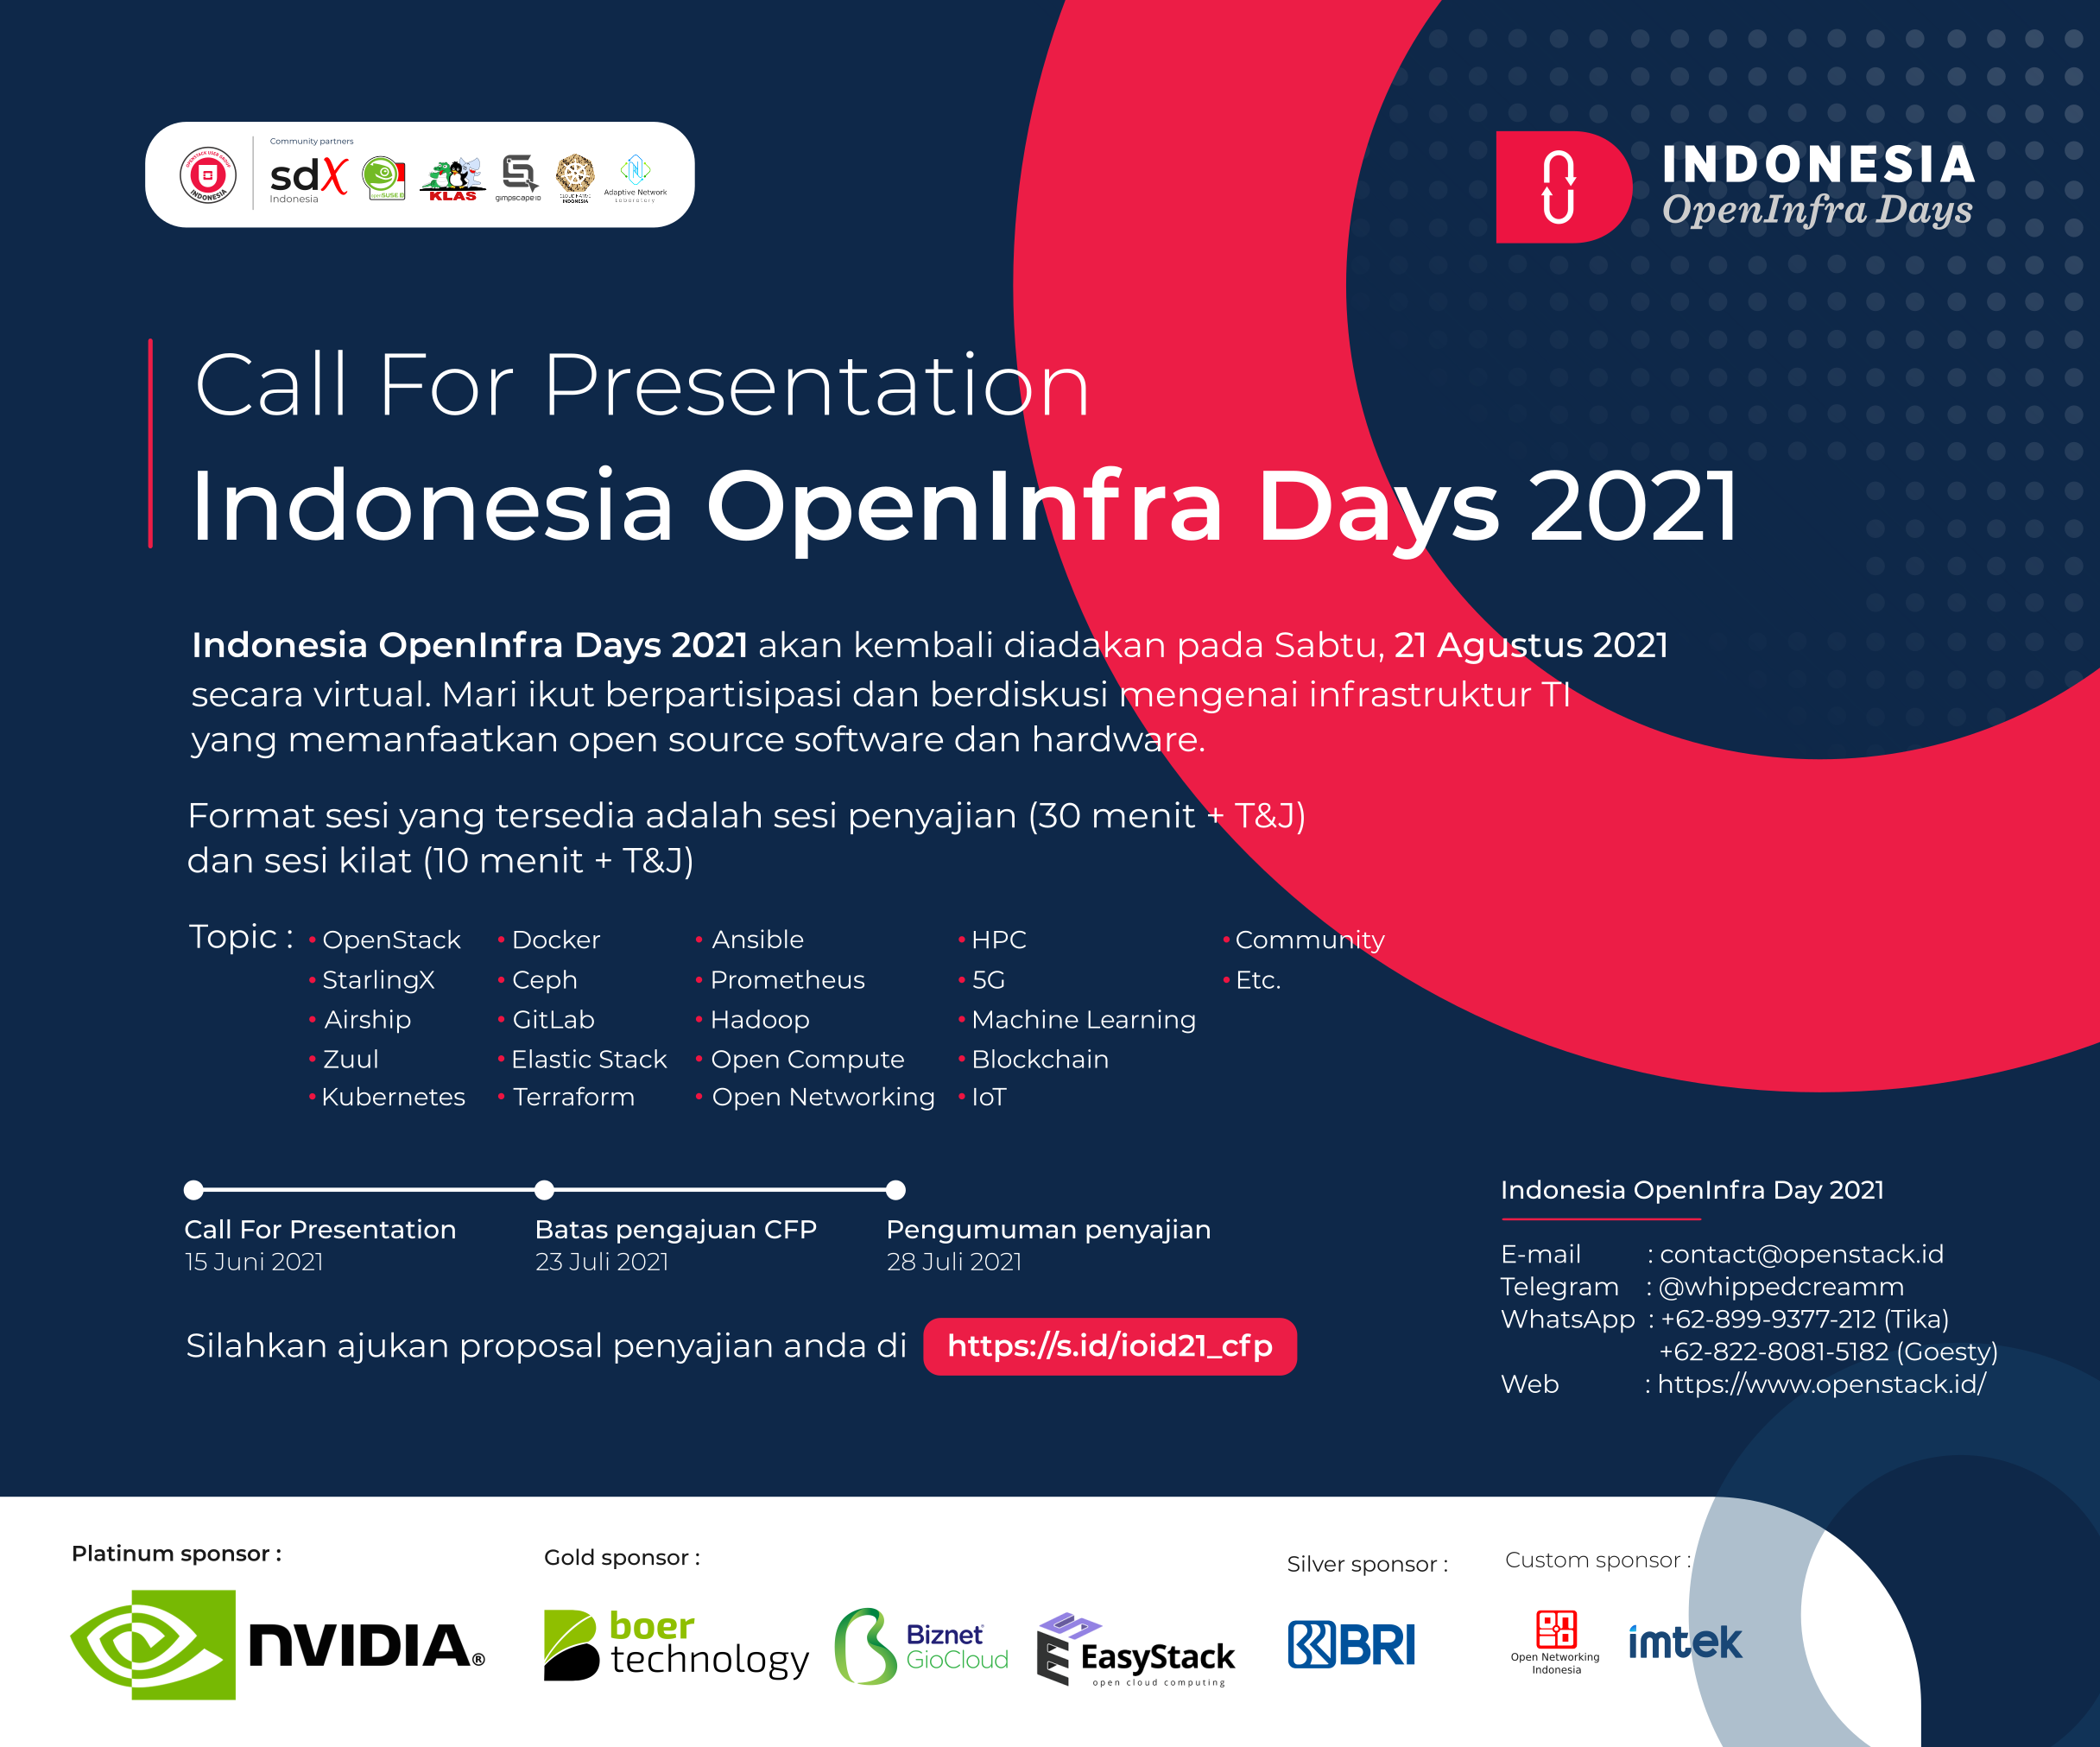 Community partners
OPENSTACK USER GROUP
INDONESIA
sdX
Indonesia
KLAS
gimpscape ID
INDONESIA
Adaptive Network
Laboratory
INDONESIA
OpenInfra Days
Call For Presentation
Indonesia OpenInfra Days 2021
Indonesia OpenInfra Days 2021 akan kembali diadakan pada Sabtu, 21 Agustus 2021
secara virtual. Mari ikut berpartisipasi dan berdiskusi mengenai infrastruktur TI
yang memanfaatkan open source software dan hardware.
Format sesi yang tersedia adalah sesi penyajian (30 menit + T&J)
dan sesi kilat (10 menit + T&J)
Topic :
• OpenStack
• StarlingX
• Airship
• Zuul
• Kubernetes
• Docker
• Ceph
• GitLab
• Elastic Stack
• Terraform
• Ansible
• Prometheus
• Hadoop
• Open Compute
• Open Networking
• HPC
• 5G
• Machine Learning
• Blockchain
• IoT
• Community
• Etc.
Call For Presentation
15 Juni 2021
Batas pengajuan CFP
23 Juli 2021
Pengumuman penyajian
28 Juli 2021
Silahkan ajukan proposal penyajian anda di https://s.id/ioid21_cfp
Indonesia OpenInfra Day 2021
E-mail : contact@openstack.id
Telegram : @whippedcreamm
WhatsApp : +62-899-9377-212 (Tika)
+62-822-8081-5182 (Goesty)
Web : https://www.openstack.id/
Platinum sponsor :
NVIDIA®
Gold sponsor :
boer
technology
Biznet
GioCloud
EasyStack
open cloud computing
Silver sponsor :
BRI
Custom sponsor :
Open Networking
Indonesia
imtek